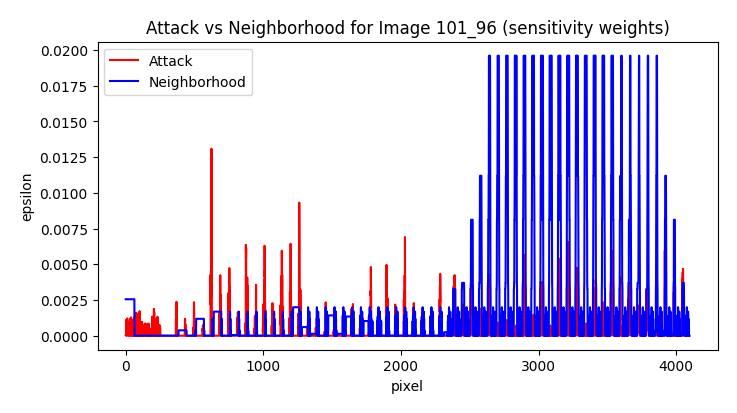 Attack vs Neighborhood for Image 101_96 (sensitivity weights)
Attack
Neighborhood
epsilon
0.0200
0.0175
0.0150
0.0125
0.0100
0.0075
0.0050
0.0025
0.0000
0 1000 2000 3000 4000
pixel